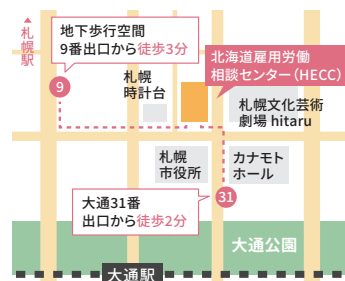 ▲札幌駅
地下歩行空間
9番出口から徒歩3分
9
札幌
時計台
北海道雇用労働
相談センター（HECC）
札幌文化芸術
劇場 hitaru
札幌
市役所
カナモト
ホール
大通31番
出口から徒歩2分
31
大通公園
大通駅